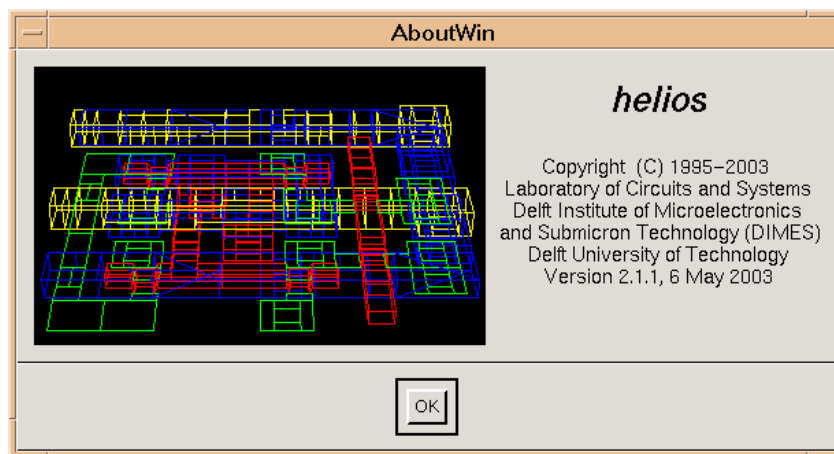 AboutWin
helios
Copyright (C) 1995–2003
Laboratory of Circuits and Systems
Delft Institute of Microelectronics
and Submicron Technology (DIMES)
Delft University of Technology
Version 2.1.1, 6 May 2003
OK